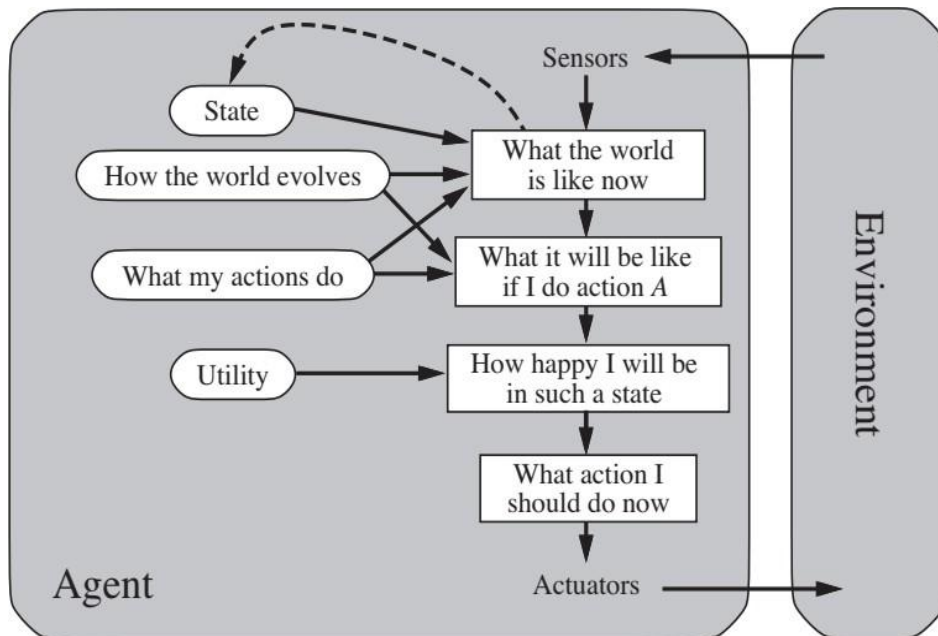 Sensors
State
What the world
is like now
How the world evolves
What my actions do
What it will be like
if I do action A
Utility
How happy I will be
in such a state
What action I
should do now
Agent
Actuators
Environment